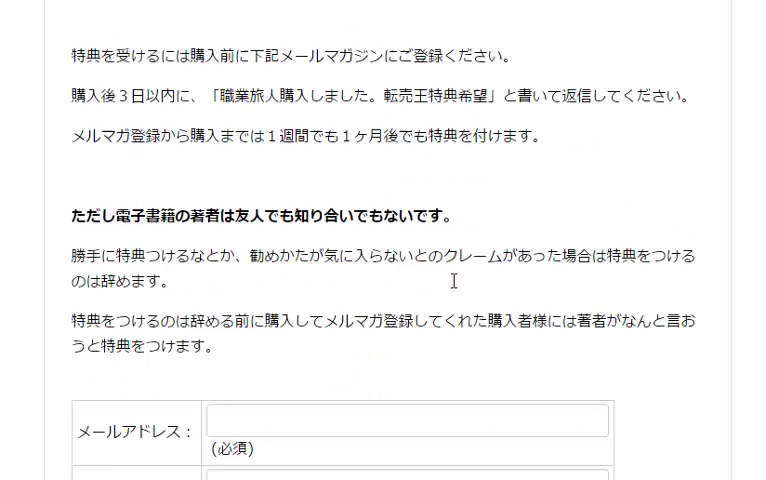 特典を受けるには購入前に下記メールマガジンにご登録ください。
購入後３日以内に、「職業旅人購入しました。転売王特典希望」と書いて返信してください。
メルマガ登録から購入までは１週間でも１ヶ月後でも特典を付けます。
ただし電子書籍の著者は友人でも知り合いでもないです。
勝手に特典つけるなとか、勧めかたが気に入らないとのクレームがあった場合は特典をつける
のは辞めます。
特典をつけるのは辞める前に購入してメルマガ登録してくれた購入者様には著者がなんと言お
うと特典をつけます。
メールアドレス：
(必須)